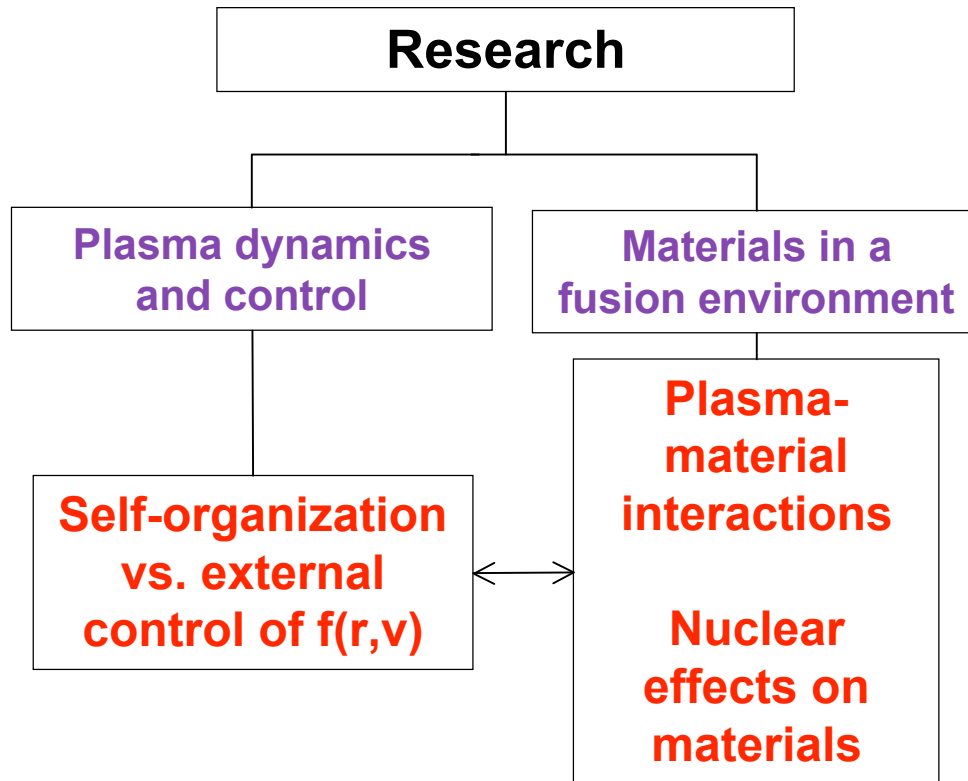 Research
Plasma dynamics
and control
Materials in a
fusion environment
Self-organization
vs. external
control of f(r,v)
Plasma-
material
interactions
Nuclear
effects on
materials